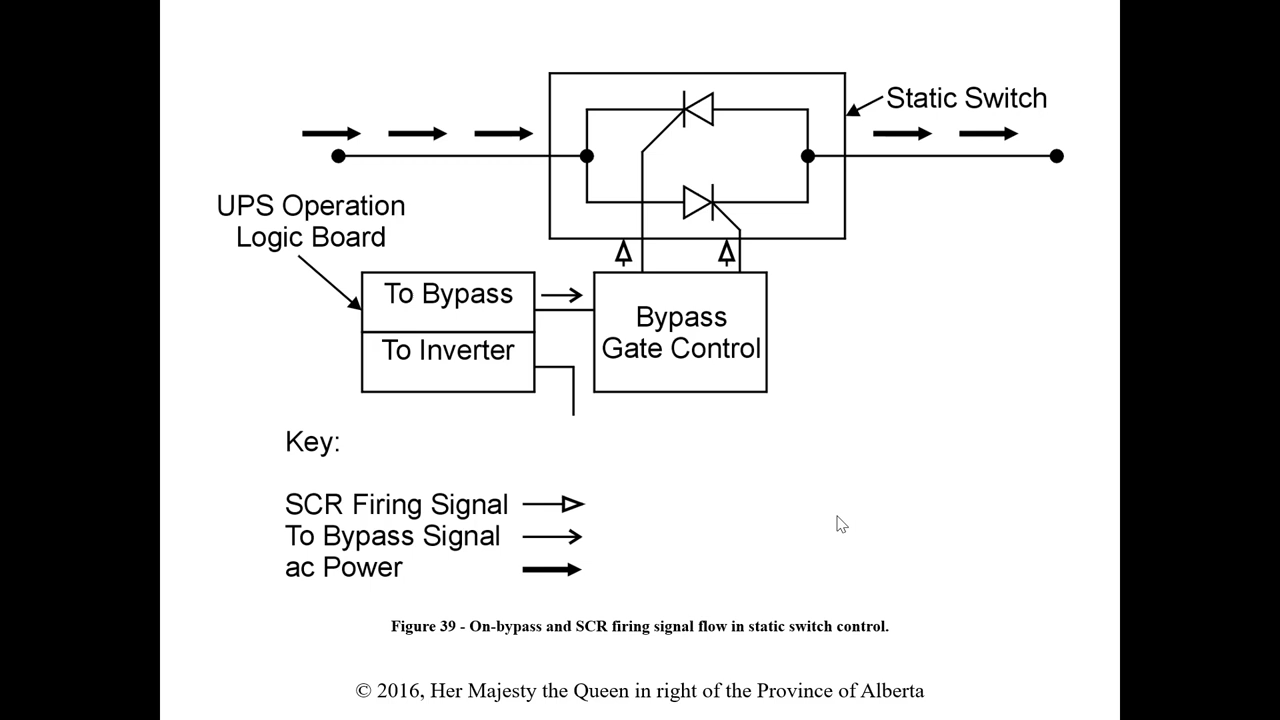 Static Switch
UPS Operation
Logic Board
To Bypass
To Inverter
Bypass
Gate Control
Key:
SCR Firing Signal
To Bypass Signal
ac Power
Figure 39 - On-bypass and SCR firing signal flow in static switch control.
© 2016, Her Majesty the Queen in right of the Province of Alberta